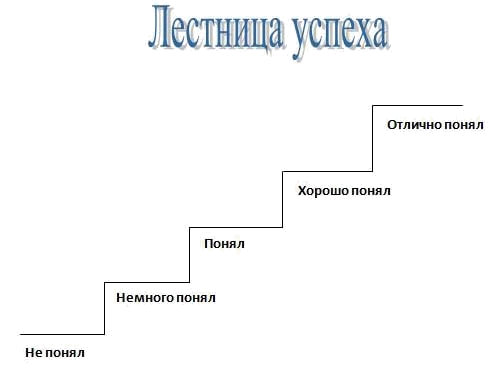 Лестница успеха
Отлично понял
Хорошо понял
Понял
Немного понял
Не понял